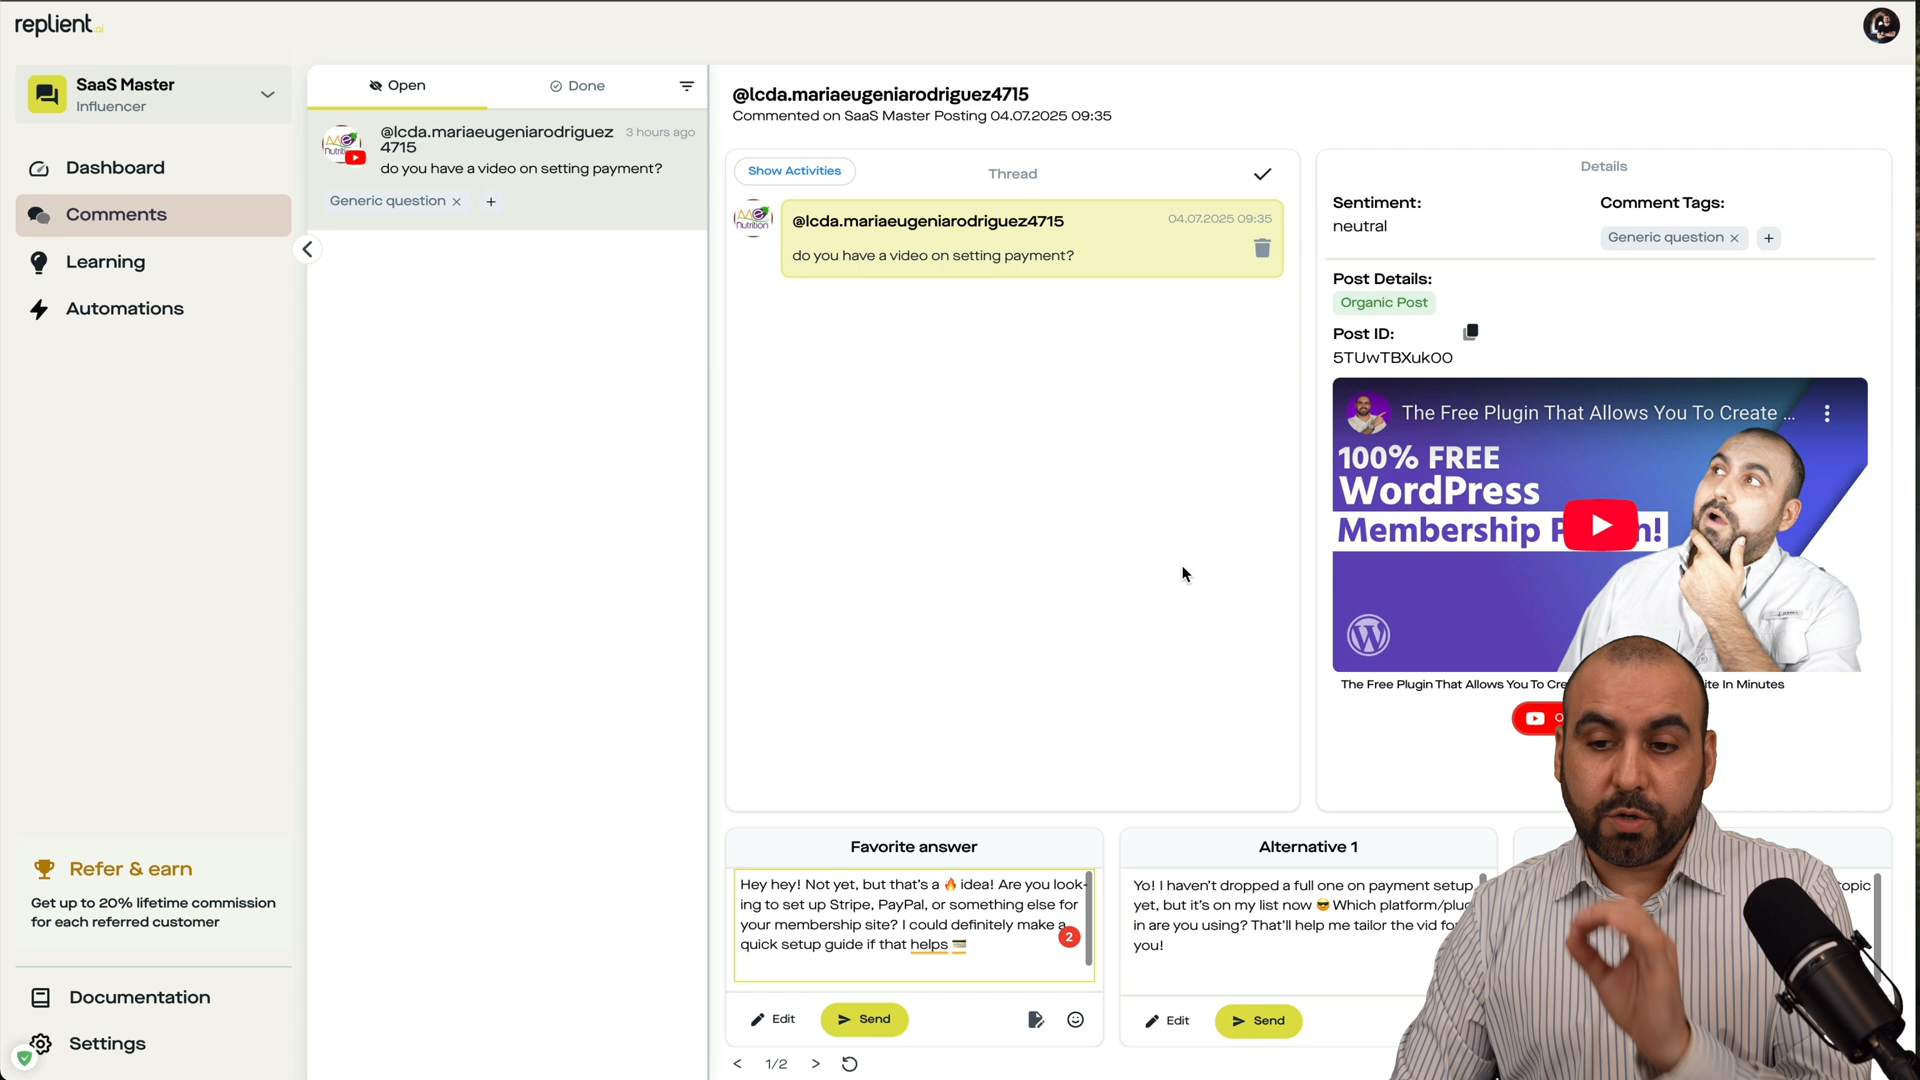 replient.ai
SaaS Master
Influencer
Dashboard
Comments
Learning
Automations
Refer & earn
Get up to 20% lifetime commission
for each referred customer
Documentation
Settings
Open
Done
@lcda.mariaeugeniarodriguez
4715
3 hours ago
do you have a video on setting payment?
Generic question ×
+
@lcda.mariaeugeniarodriguez4715
Commented on SaaS Master Posting 04.07.2025 09:35
Show Activities
Thread
Nutrition
@lcda.mariaeugeniarodriguez4715
04.07.2025 09:35
do you have a video on setting payment?
Details
Sentiment:
neutral
Comment Tags:
Generic question ×
+
Post Details:
Organic Post
Post ID:
5TUwTBXuk00
The Free Plugin That Allows You To Create ...
100% FREE
WordPress
Membership P n!
The Free Plugin That Allows You To Cre te In Minutes
Favorite answer
Hey hey! Not yet, but that's a 🔥 idea! Are you look-
ing to set up Stripe, PayPal, or something else for
your membership site? I could definitely make a
quick setup guide if that helps 💳
2
Edit
Send
Alternative 1
Yo! I haven't dropped a full one on payment setup
yet, but it's on my list now 😎 Which platform/plug
in are you using? That'll help me tailor the vid fo
you!
Edit
Send
opic
< 1/2 >